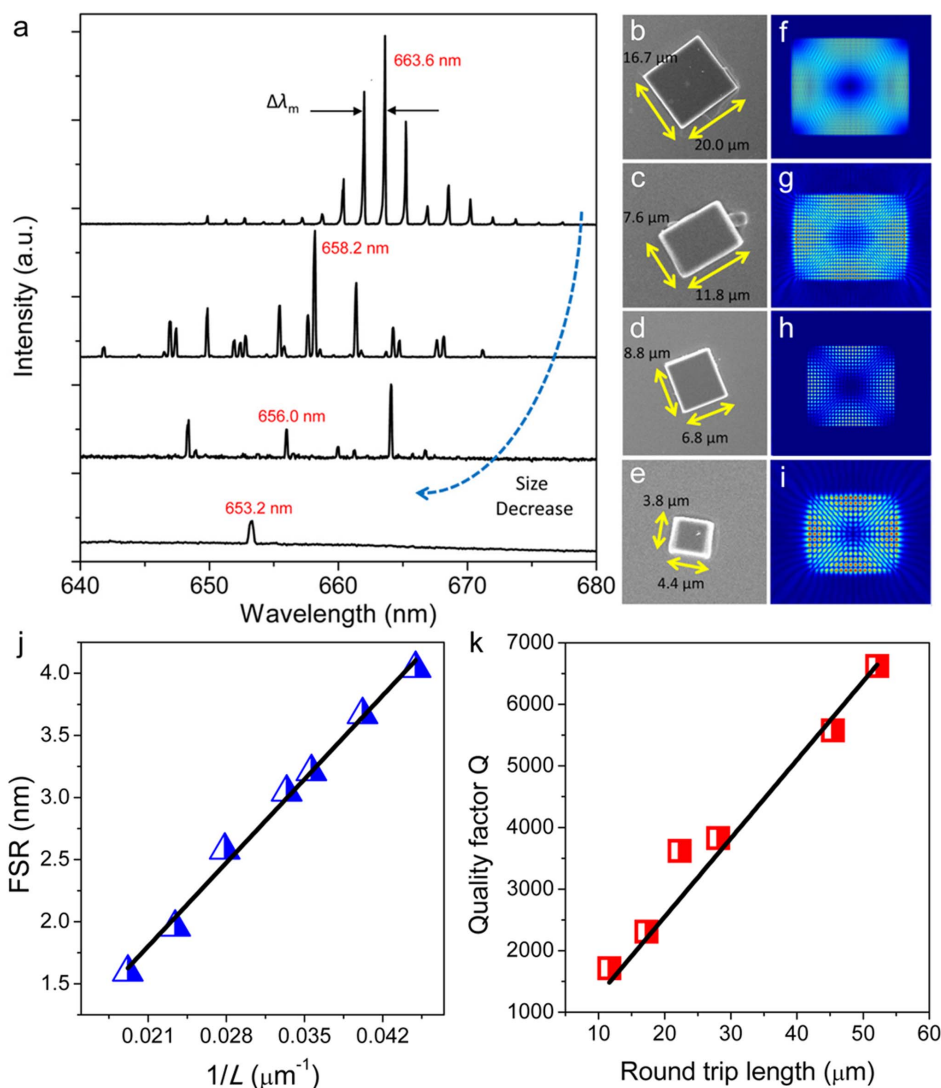 a
663.6 nm
Δλm
658.2 nm
656.0 nm
653.2 nm
Size
Decrease
Intensity (a.u.)
640 650 660 670 680
Wavelength (nm)
b
16.7 μm
20.0 μm
f
c
7.6 μm
11.8 μm
g
d
8.8 μm
6.8 μm
h
e
3.8 μm
4.4 μm
i
j
4.0
3.5
3.0
2.5
2.0
1.5
FSR (nm)
0.021 0.028 0.035 0.042
1/L (μm⁻¹)
k
7000
6000
5000
4000
3000
2000
1000
Quality factor Q
10 20 30 40 50 60
Round trip length (μm)